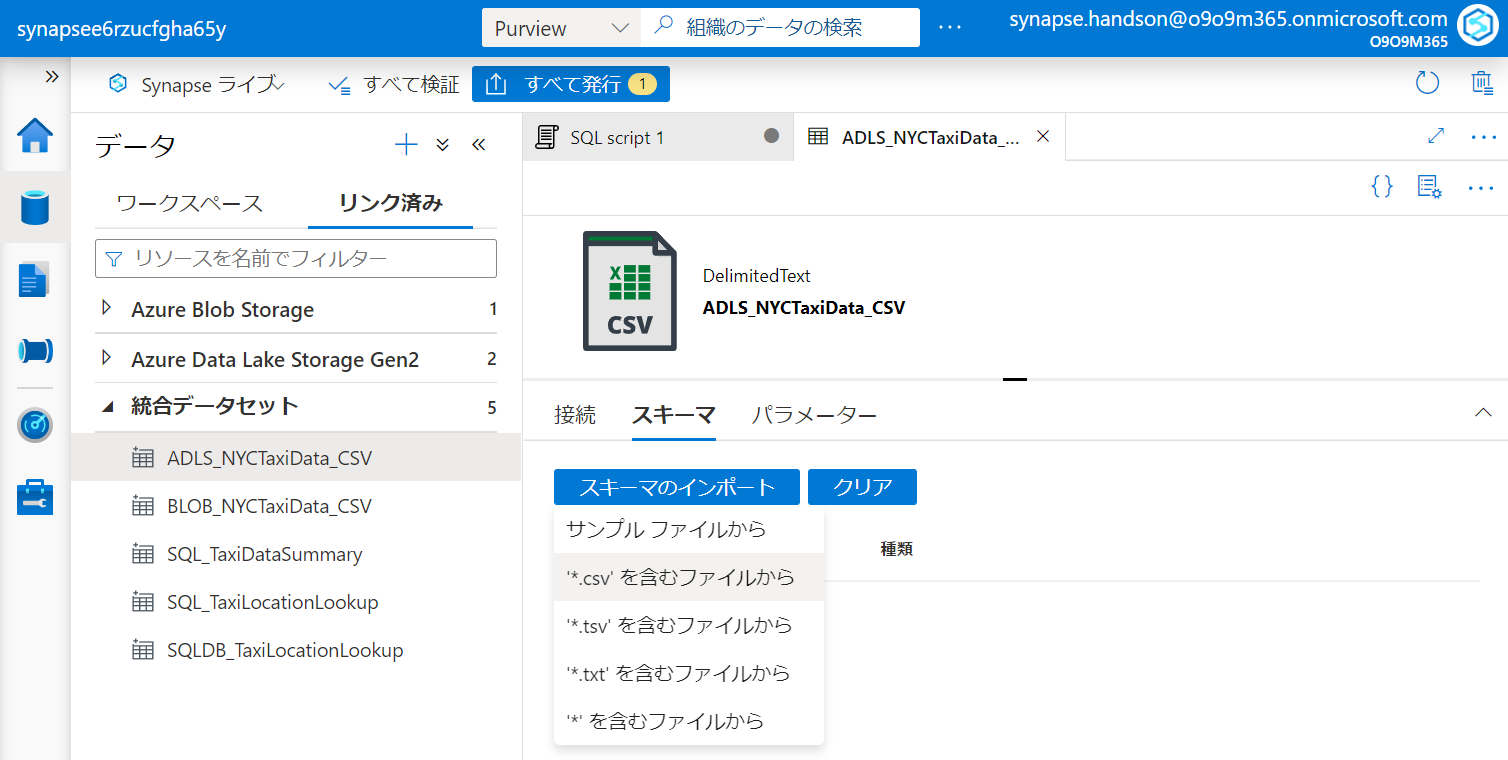 synapsee6rzucfgha65y
Purview
組織のデータの検索
synapse.handson@o9o9m365.onmicrosoft.com
O9O9M365
Synapse ライブ
すべて検証
すべて発行 1
データ
SQL script 1
ADLS_NYCTaxiData_...
ワークスペース
リンク済み
リソースを名前でフィルター
Azure Blob Storage 1
Azure Data Lake Storage Gen2 2
統合データセット 5
ADLS_NYCTaxiData_CSV
BLOB_NYCTaxiData_CSV
SQL_TaxiDataSummary
SQL_TaxiLocationLookup
SQLDB_TaxiLocationLookup
X
CSV
DelimitedText
ADLS_NYCTaxiData_CSV
接続
スキーマ
パラメーター
スキーマのインポート
クリア
サンプル ファイルから
種類
'*.csv' を含むファイルから
'*.tsv' を含むファイルから
'*.txt' を含むファイルから
'*' を含むファイルから